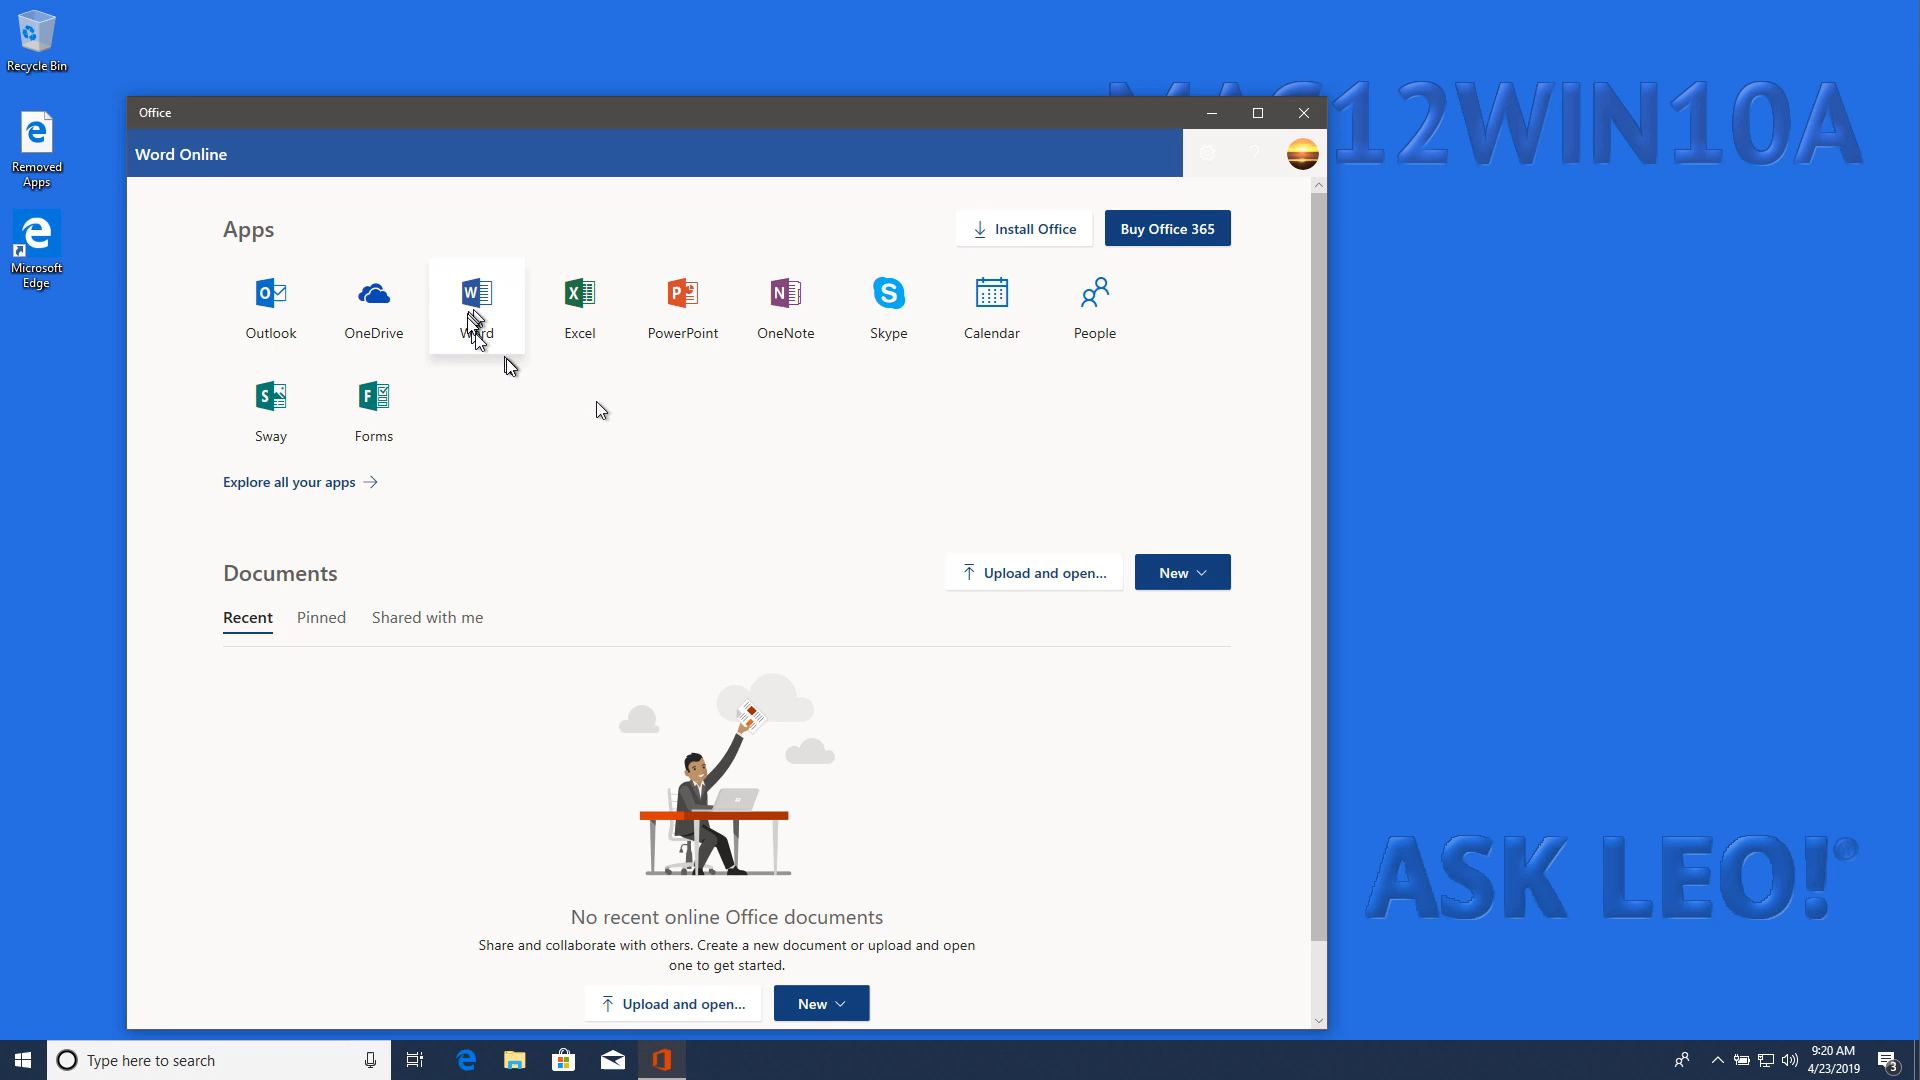 Recycle Bin
Removed
Apps
Microsoft
Edge
12WIN10A
Office
Word Online
Apps
Install Office
Buy Office 365
Outlook
OneDrive
Word
Excel
PowerPoint
OneNote
Skype
Calendar
People
Sway
Forms
Explore all your apps
Documents
Upload and open...
New
Recent
Pinned
Shared with me
No recent online Office documents
Share and collaborate with others. Create a new document or upload and open
one to get started.
Upload and open...
New
ASK LEO!®
Type here to search
9:20 AM
4/23/2019
3